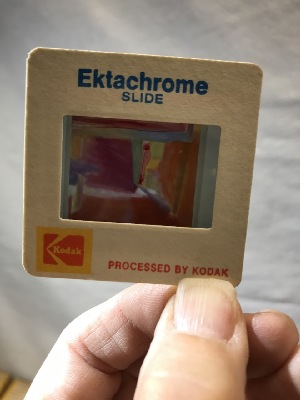 Ektachrome
SLIDE
Kodak
PROCESSED BY KODAK